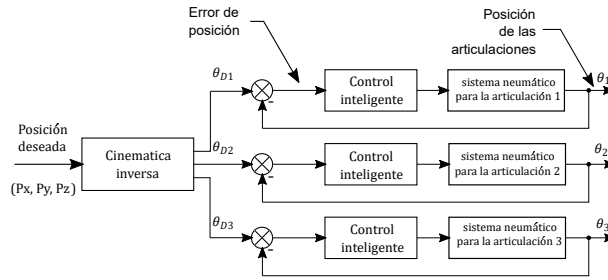 Error de
posición
Posición
de las
articulaciones
θD1
-
Control
inteligente
sistema neumático
para la articulación 1
θ1
Posición
deseada
(Px, Py, Pz)
Cinematica
inversa
θD2
-
Control
inteligente
sistema neumático
para la articulación 2
θ2
θD3
-
Control
inteligente
sistema neumático
para la articulación 3
θ3